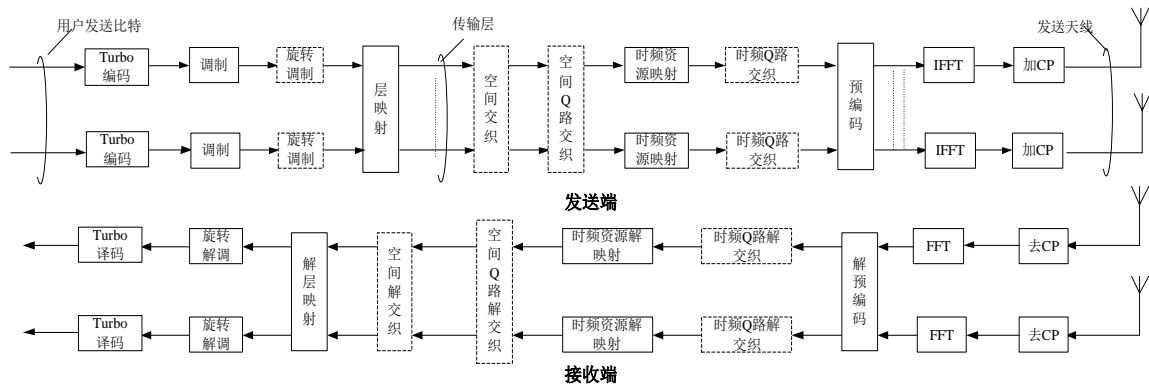 用户发送比特
传输层
发送天线
Turbo
编码
调制
旋转
调制
层映射
空间交织
空间Q路交织
时频资
源映射
时频Q路
交织
预编码
IFFT
加CP
Turbo
编码
调制
旋转
调制
时频资
源映射
时频Q路
交织
IFFT
加CP
发送端
Turbo
译码
旋转
解调
解层映射
空间解交织
空间Q路解交织
时频资源解
映射
时频Q路解
交织
解预编码
FFT
去CP
Turbo
译码
旋转
解调
时频资源解
映射
时频Q路解
交织
FFT
去CP
接收端